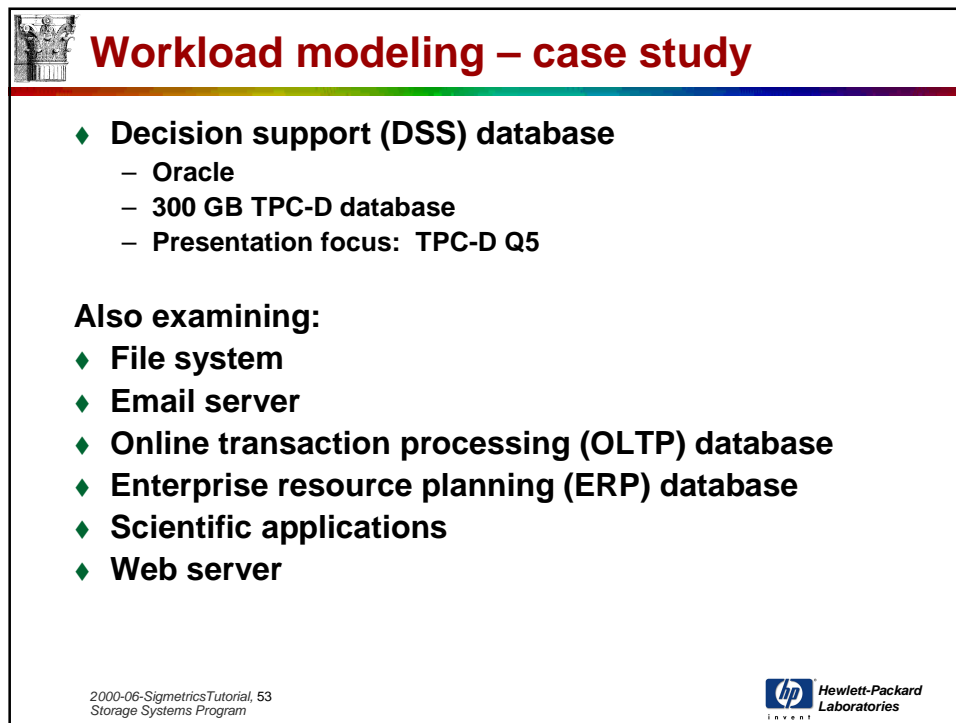 Workload modeling – case study
♦ Decision support (DSS) database
– Oracle
– 300 GB TPC-D database
– Presentation focus: TPC-D Q5
Also examining:
♦ File system
♦ Email server
♦ Online transaction processing (OLTP) database
♦ Enterprise resource planning (ERP) database
♦ Scientific applications
♦ Web server
2000-06-SigmetricsTutorial, 53
Storage Systems Program
hp
invent
Hewlett-Packard
Laboratories